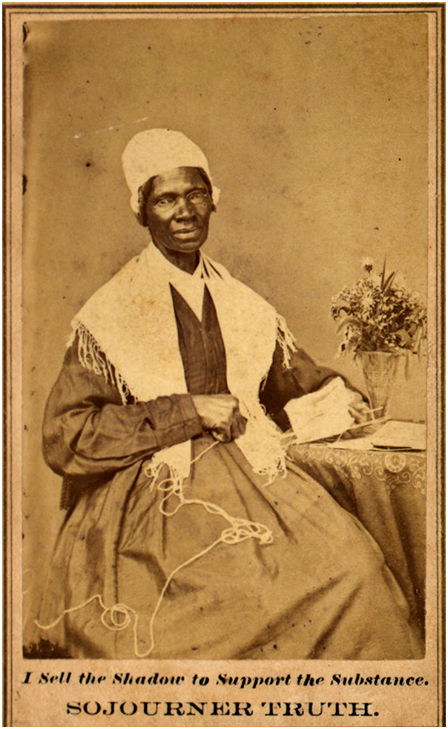 I Sell the Shadow to Support the Substance.
SOJOURNER TRUTH.